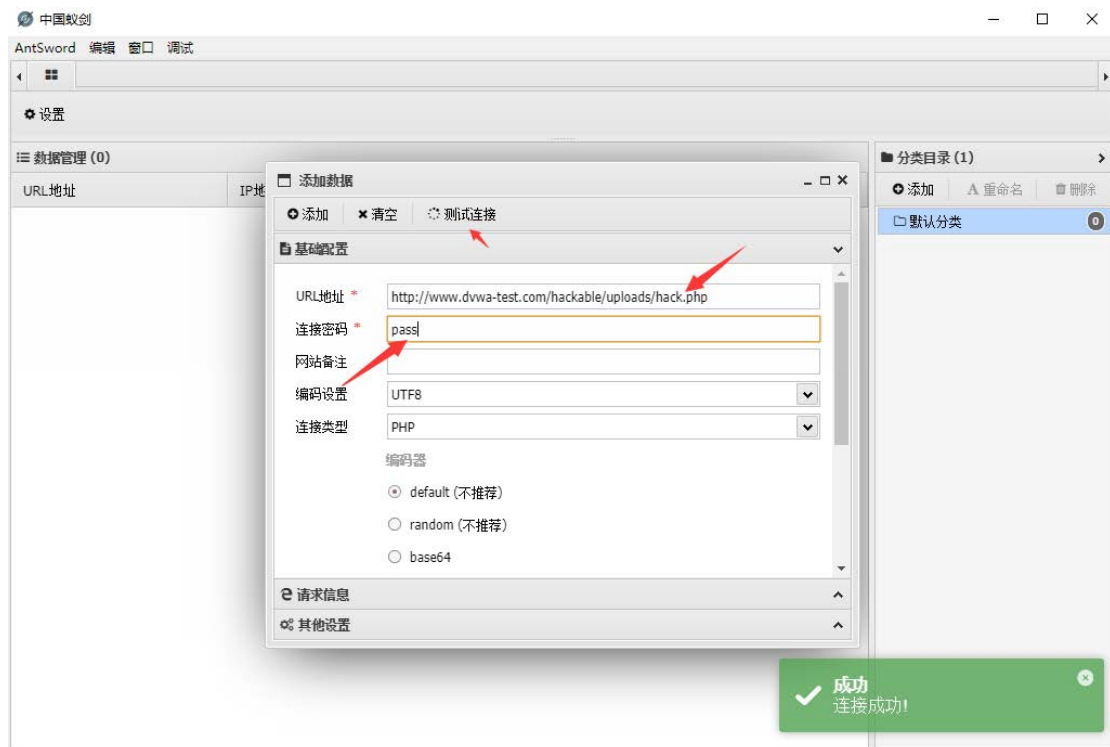 中国蚁剑
AntSword 编辑 窗口 调试
设置
数据管理 (0)
分类目录 (1)
URL地址
IP地
添加数据
添加 重命名 删除
添加 清空 测试连接
默认分类 0
基础配置
URL地址 * http://www.dvwa-test.com/hackable/uploads/hack.php
连接密码 * pass
网站备注
编码设置 UTF8
连接类型 PHP
编码器
default (不推荐)
random (不推荐)
base64
请求信息
其他设置
成功
连接成功!